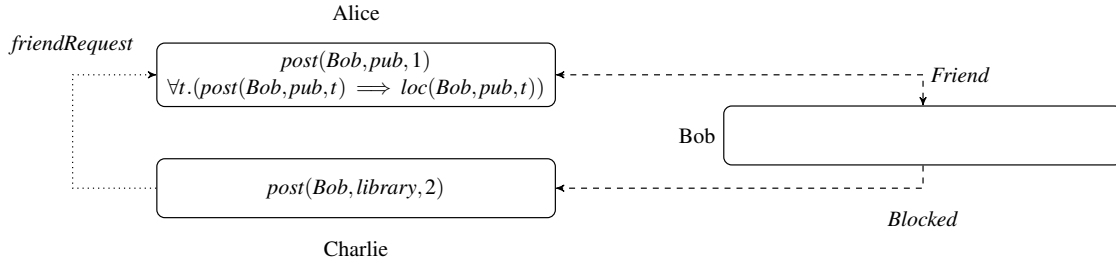 Alice
friendRequest
post(Bob,pub,1)
∀t.(post(Bob,pub,t) ⟹ loc(Bob,pub,t))
Friend
Bob
post(Bob,library,2)
Blocked
Charlie